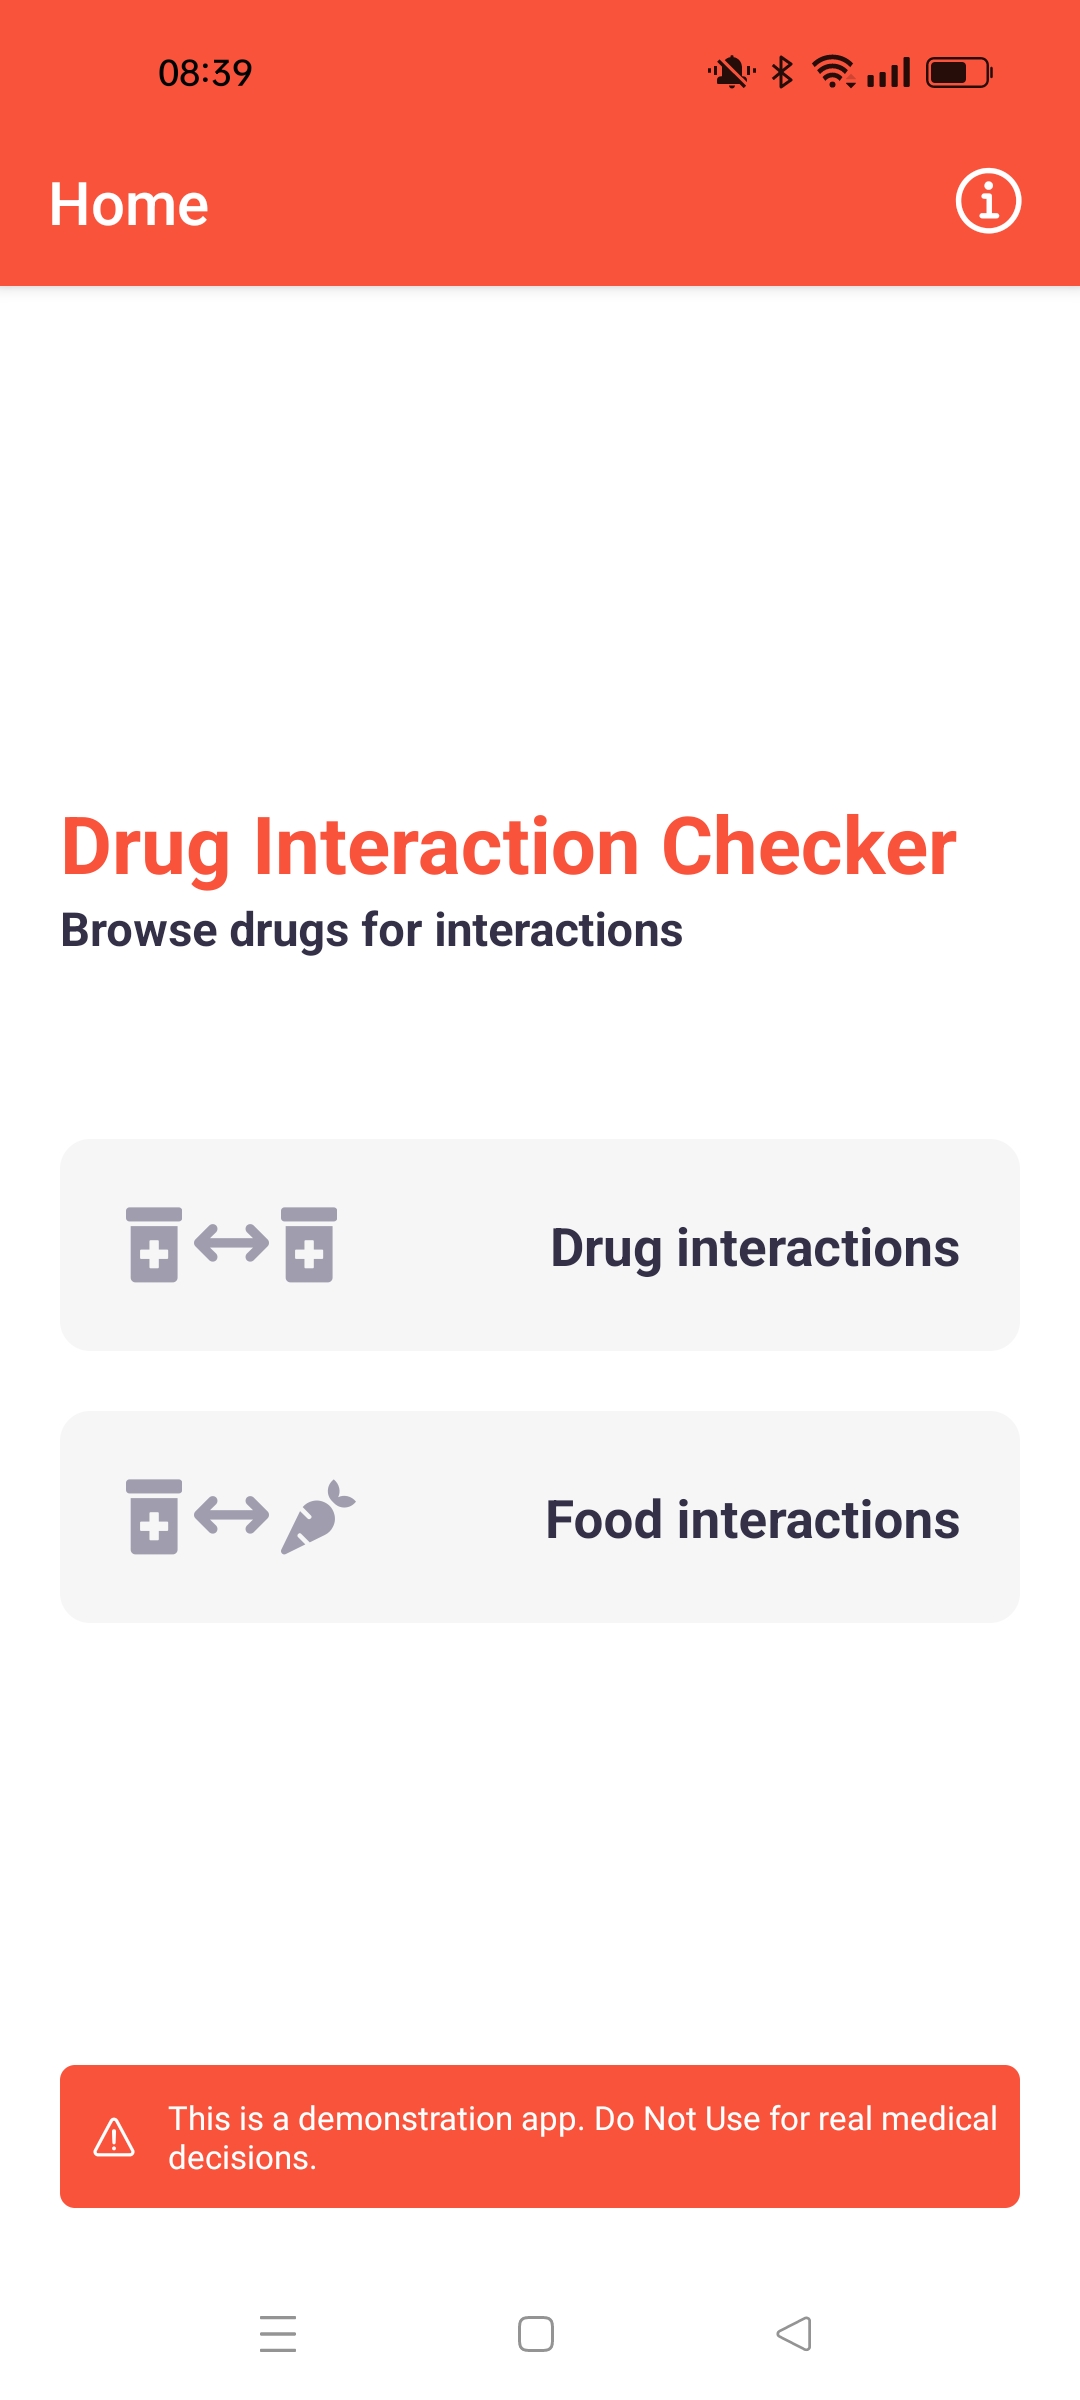 08:39
Home
Drug Interaction Checker
Browse drugs for interactions
Drug interactions
Food interactions
This is a demonstration app. Do Not Use for real medical
decisions.